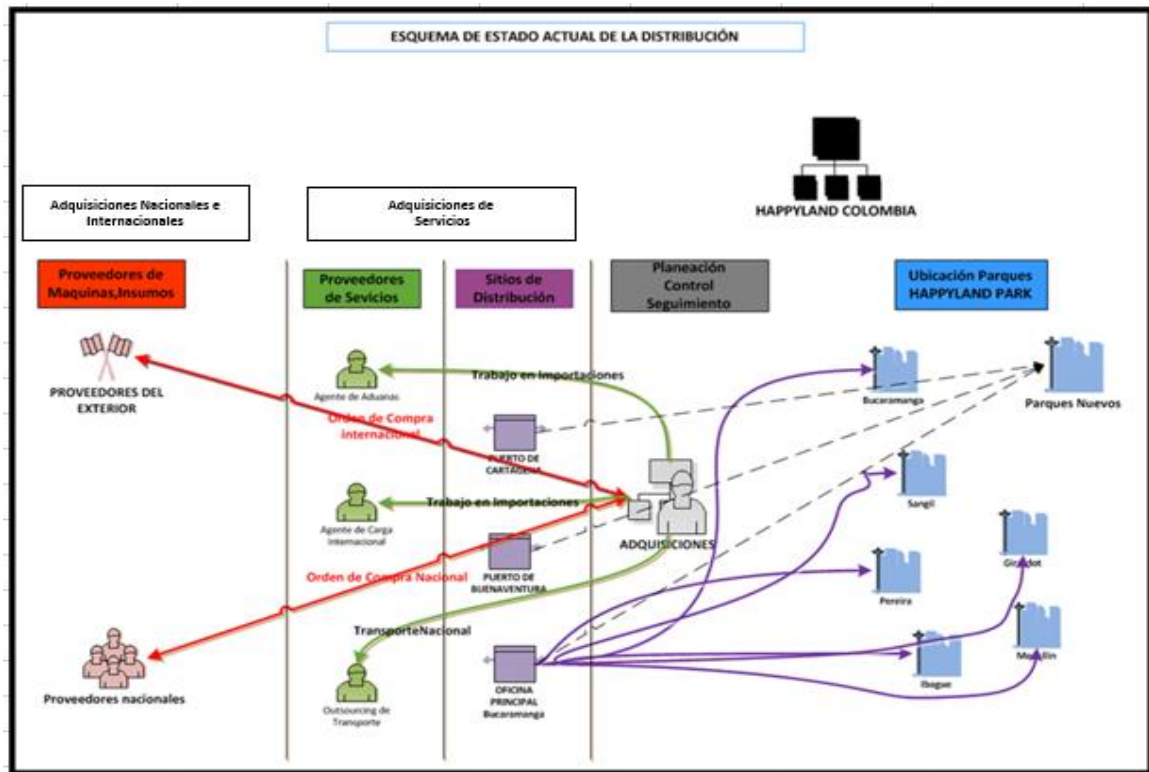 ESQUEMA DE ESTADO ACTUAL DE LA DISTRIBUCIÓN
HAPPYLAND COLOMBIA
Adquisiciones Nacionales e
Internacionales
Adquisiciones de
Servicios
Proveedores de
Maquinas,Insumos
Proveedores
de Sevicios
Sitios de
Distribución
Planeación
Control
Seguimiento
Ubicación Parques
HAPPYLAND PARK
PROVEEDORES DEL
EXTERIOR
Agente de Aduanas
Trabajo en Importaciones
Bucaramanga
Parques Nuevos
Orden de Compra
internacional
PUERTO DE
CARTAGENA
Trabajo en Importaciones
Sangil
Agente de Carga
Internacional
ADQUISICIONES
Girardot
Orden de Compra Nacional
PUERTO DE
BUENAVENTURA
Pereira
TransporteNacional
Medellin
Ibague
Proveedores nacionales
Outsourcing de
Transporte
OFICINA
PRINCIPAL
Bucaramanga